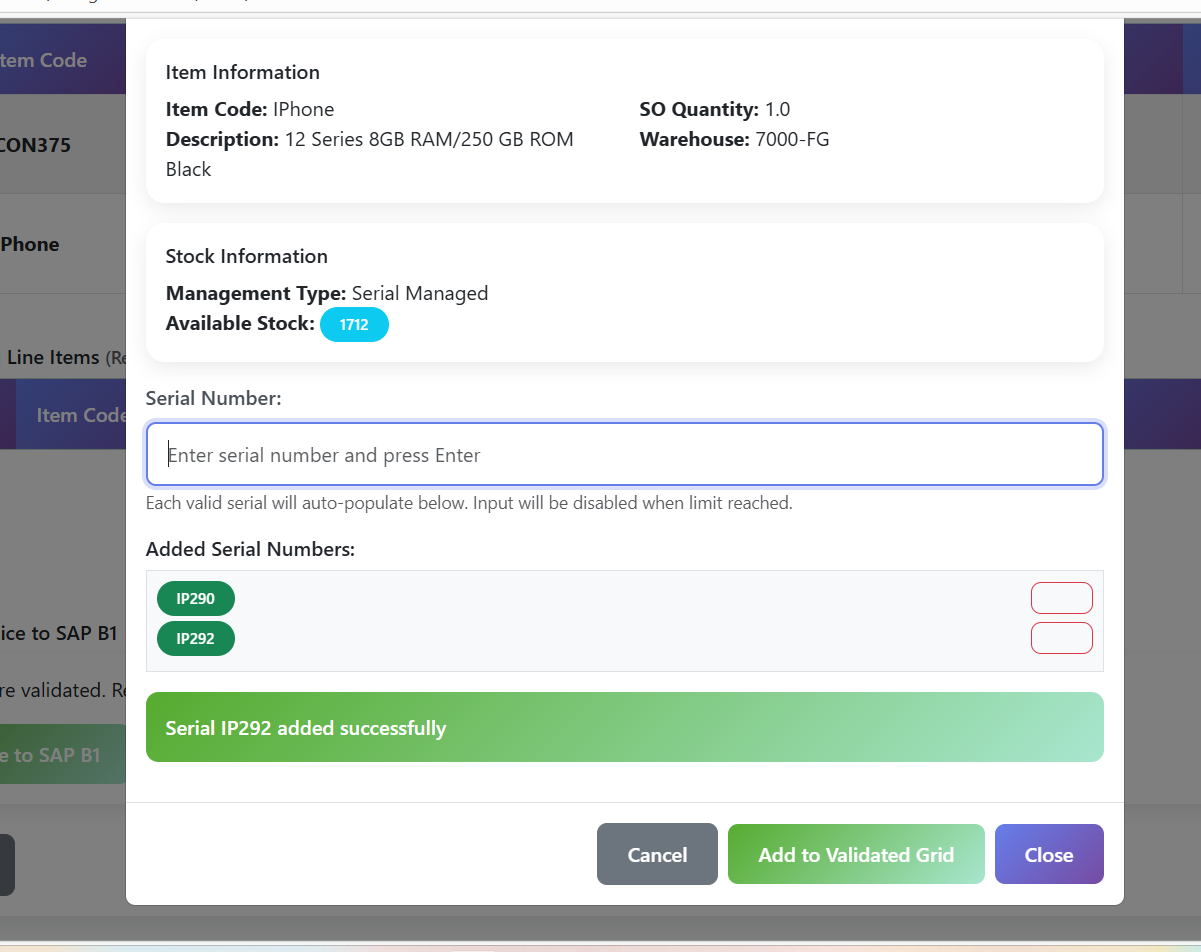 Item Information
Item Code: IPhone
SO Quantity: 1.0
Description: 12 Series 8GB RAM/250 GB ROM
Black
Warehouse: 7000-FG
Stock Information
Management Type: Serial Managed
Available Stock: 1712
Serial Number:
Enter serial number and press Enter
Each valid serial will auto-populate below. Input will be disabled when limit reached.
Added Serial Numbers:
IP290
IP292
Serial IP292 added successfully
Cancel
Add to Validated Grid
Close
tem Code
CON375
Phone
Line Items (Re
Item Code
ice to SAP B1
re validated. Re
e to SAP B1